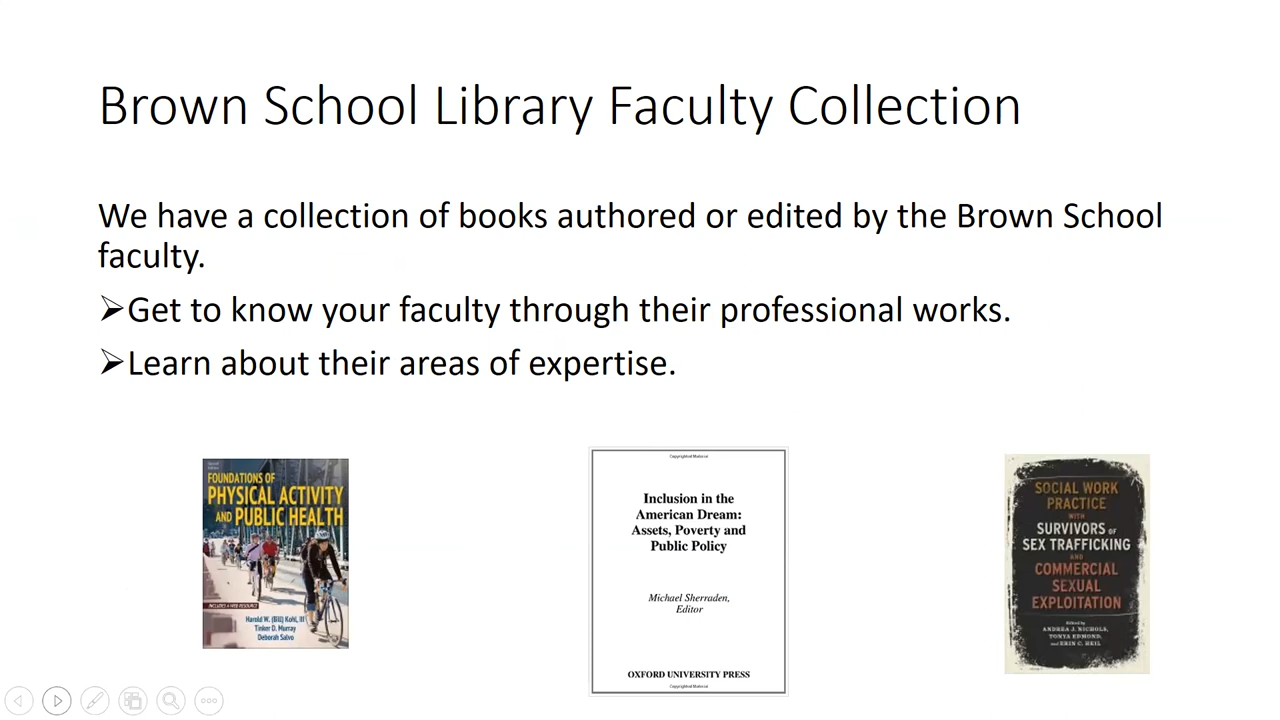 Brown School Library Faculty Collection
We have a collection of books authored or edited by the Brown School
faculty.
Get to know your faculty through their professional works.
Learn about their areas of expertise.
FOUNDATIONS OF
PHYSICAL ACTIVITY
AND PUBLIC HEALTH
INCLUDES A WEB RESOURCE
Harold W. (Bill) Kohl, III
Tinker D. Murray
Deborah Salvo
Copyrighted Material
Inclusion in the
American Dream:
Assets, Poverty and
Public Policy
Michael Sherraden,
Editor
OXFORD UNIVERSITY PRESS
Copyrighted Material
SOCIAL WORK
PRACTICE
WITH
SURVIVORS OF
SEX TRAFFICKING
AND
COMMERCIAL
SEXUAL
EXPLOITATION
Edited by
ANDREA J. NICHOLS,
TONYA EDMOND,
and ERIN C. HEIL